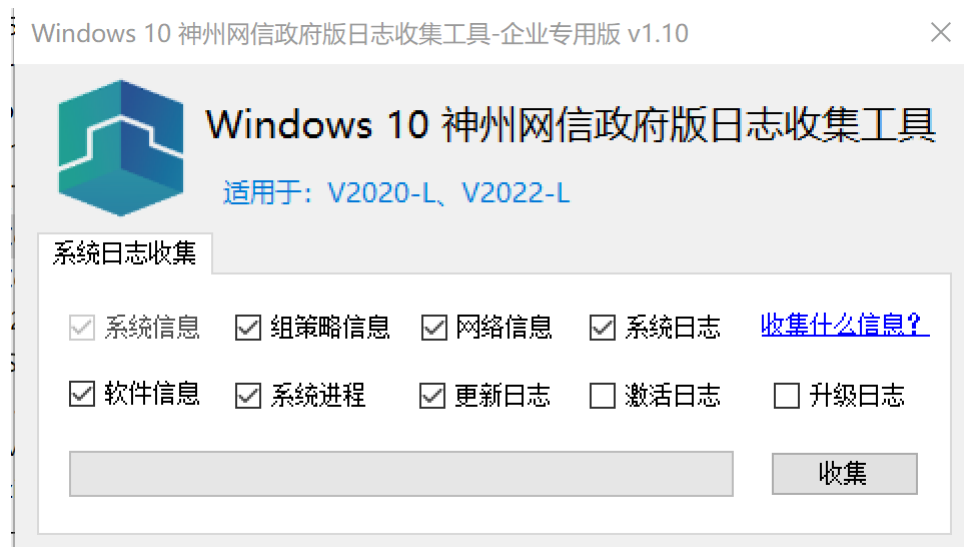 Windows 10 神州网信政府版日志收集工具-企业专用版 v1.10
Windows 10 神州网信政府版日志收集工具
适用于：V2020-L、V2022-L
系统日志收集
系统信息 组策略信息 网络信息 系统日志 收集什么信息？
软件信息 系统进程 更新日志 激活日志 升级日志
收集